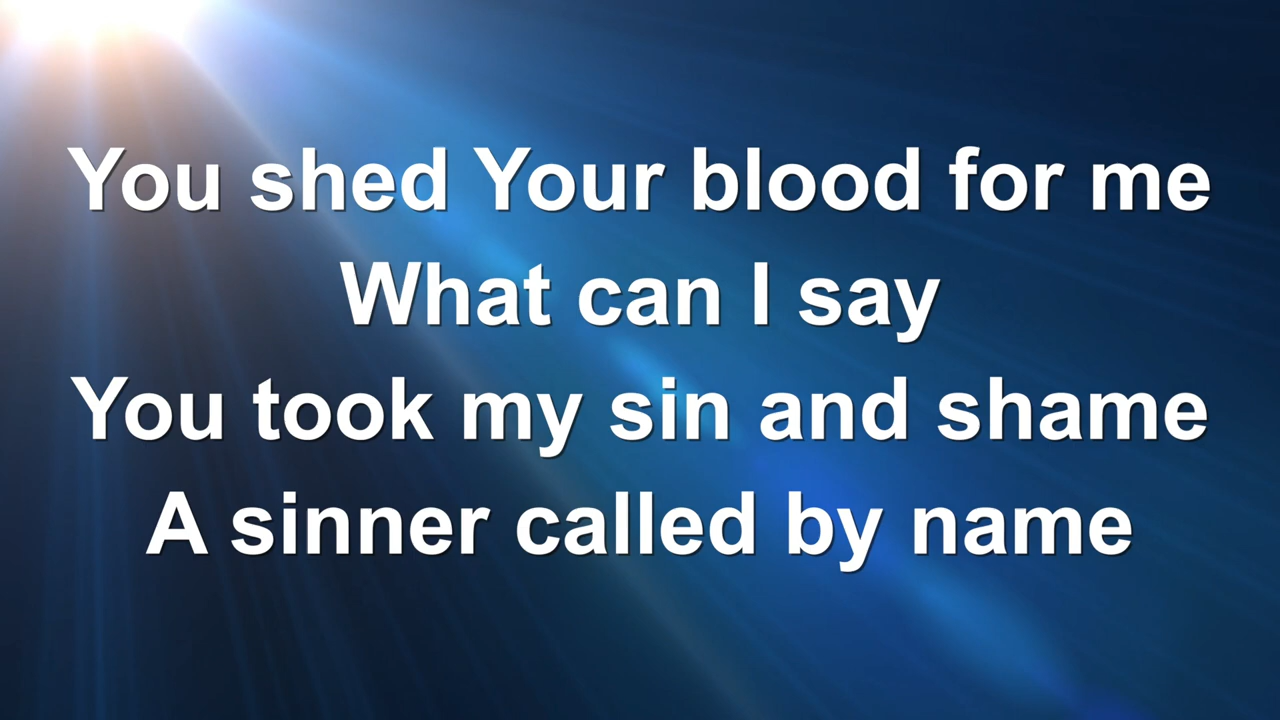 You shed Your blood for me
What can I say
You took my sin and shame
A sinner called by name